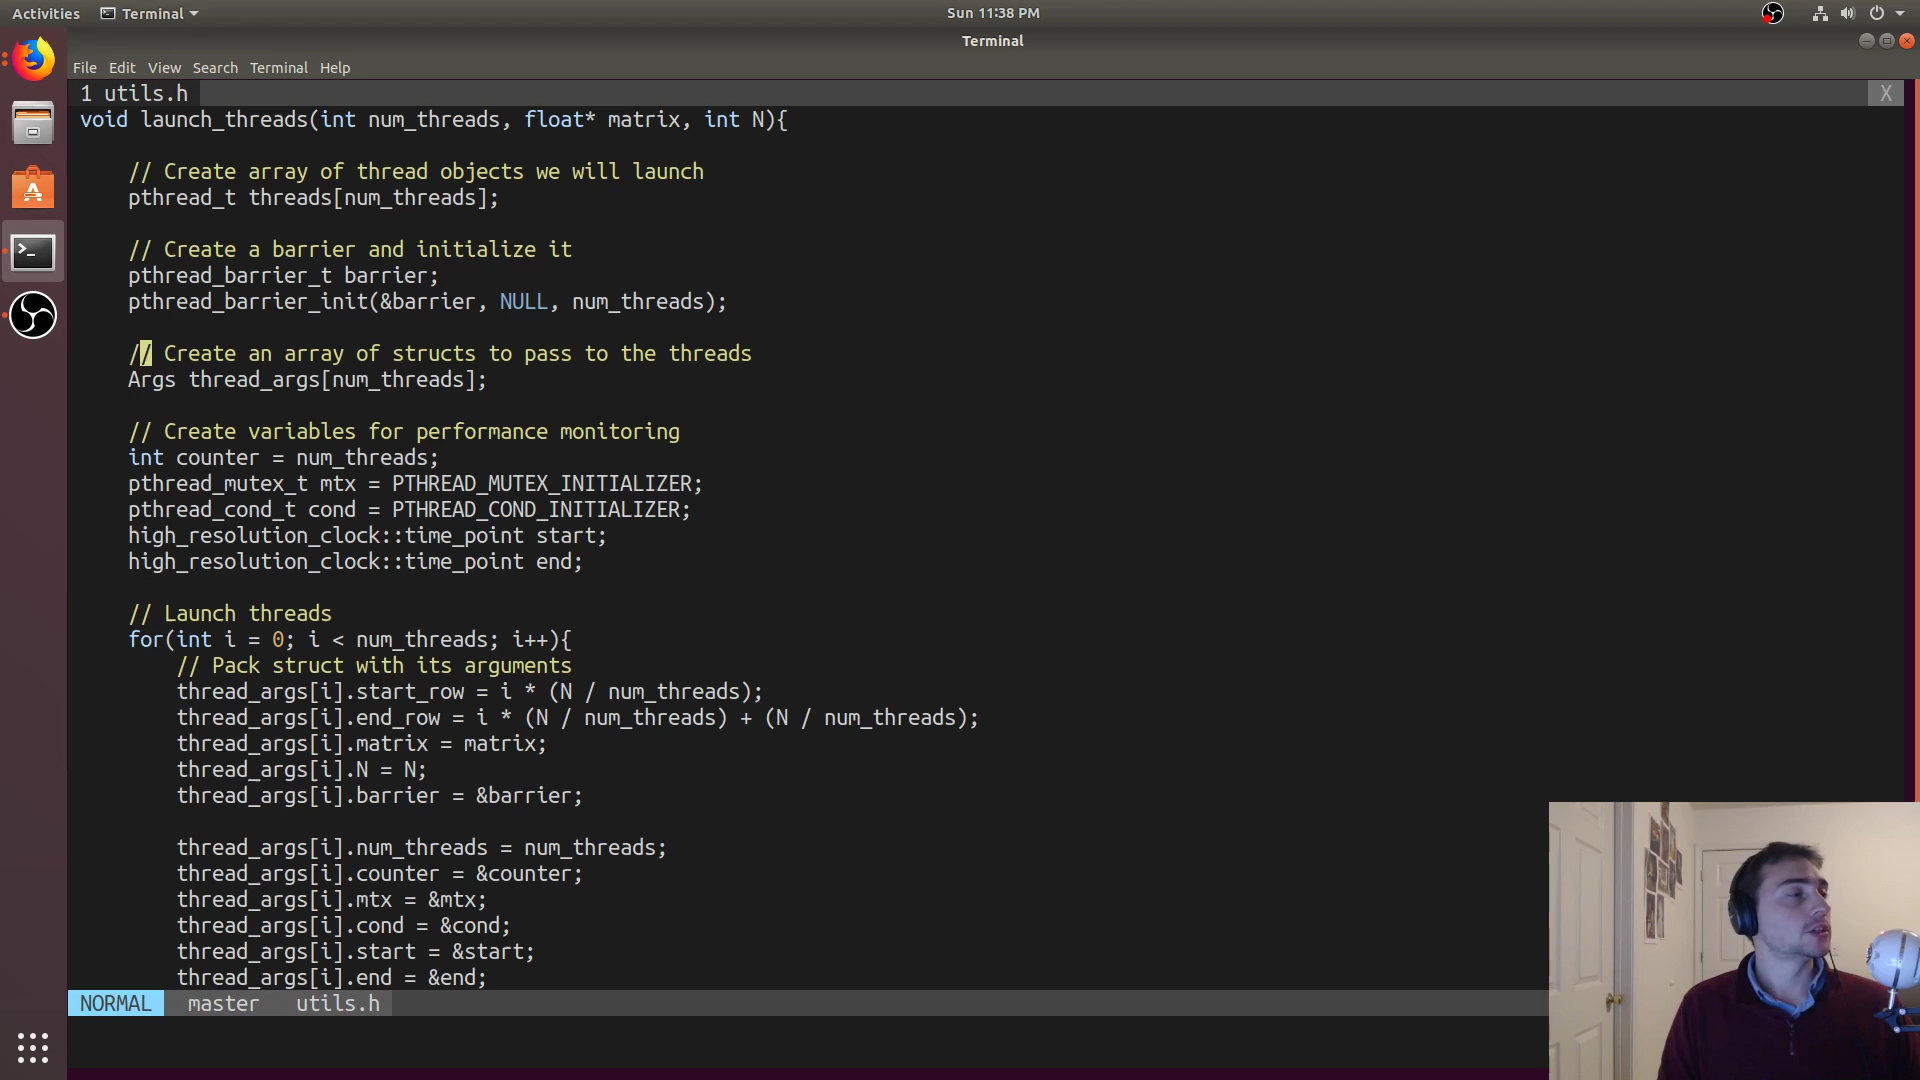 Activities
Terminal
Sun 11:38 PM
Terminal
File Edit View Search Terminal Help
1 utils.h X
void launch_threads(int num_threads, float* matrix, int N){
// Create array of thread objects we will launch
pthread_t threads[num_threads];
// Create a barrier and initialize it
pthread_barrier_t barrier;
pthread_barrier_init(&barrier, NULL, num_threads);
// Create an array of structs to pass to the threads
Args thread_args[num_threads];
// Create variables for performance monitoring
int counter = num_threads;
pthread_mutex_t mtx = PTHREAD_MUTEX_INITIALIZER;
pthread_cond_t cond = PTHREAD_COND_INITIALIZER;
high_resolution_clock::time_point start;
high_resolution_clock::time_point end;
// Launch threads
for(int i = 0; i < num_threads; i++){
// Pack struct with its arguments
thread_args[i].start_row = i * (N / num_threads);
thread_args[i].end_row = i * (N / num_threads) + (N / num_threads);
thread_args[i].matrix = matrix;
thread_args[i].N = N;
thread_args[i].barrier = &barrier;
thread_args[i].num_threads = num_threads;
thread_args[i].counter = &counter;
thread_args[i].mtx = &mtx;
thread_args[i].cond = &cond;
thread_args[i].start = &start;
thread_args[i].end = &end;
NORMAL master utils.h